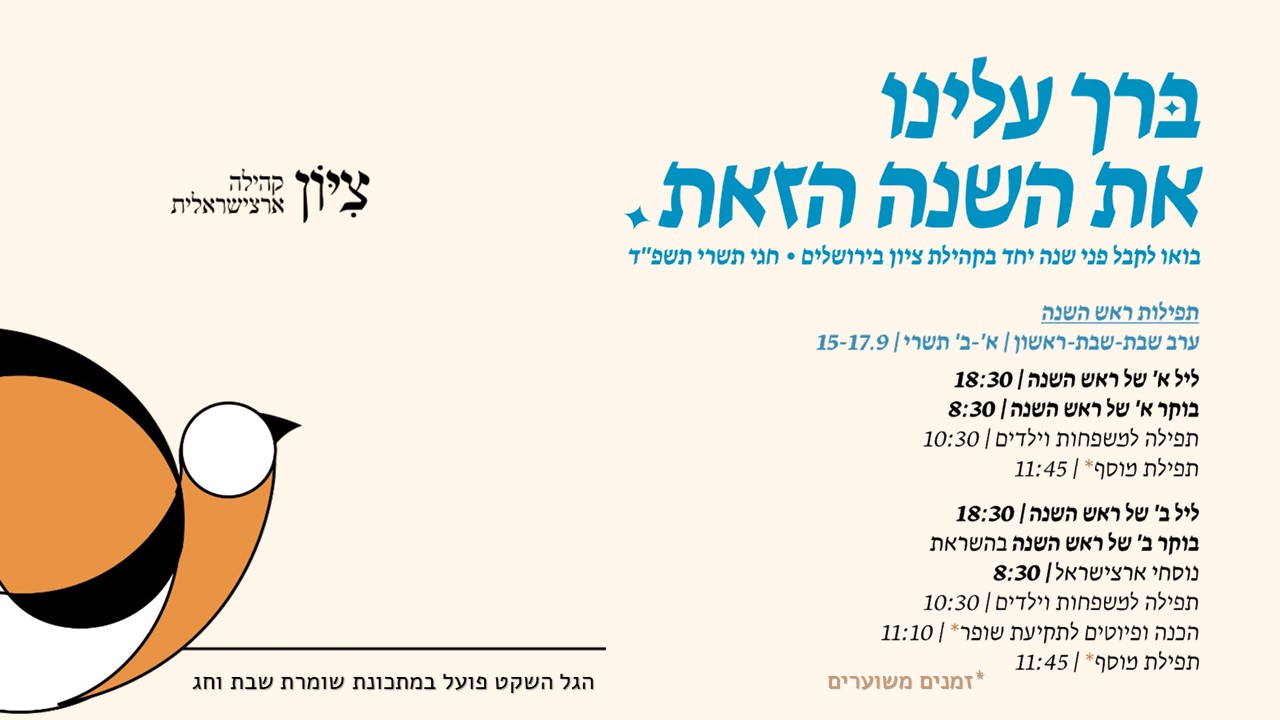 בּרך עלינו
את השנה הזאת.
בואו לקבל פני שנה יחד בקהילת ציון בירושלים • חגי תשרי תשפ"ד
תפילות ראש השנה
ערב שבת-שבת-ראשון | א'-ב' תשרי | 15-17.9
ליל א' של ראש השנה | 18:30
בוקר א' של ראש השנה | 8:30
תפילה למשפחות וילדים | 10:30
תפילת מוסף* | 11:45
ליל ב' של ראש השנה | 18:30
בוקר ב' של ראש השנה בהשראת
נוסחי ארצישראל | 8:30
תפילה למשפחות וילדים | 10:30
הכנה ופיוטים לתקיעת שופר* | 11:10
תפילת מוסף* | 11:45
*זמנים משוערים
צִיּוֹן
קהילה
ארצישראלית
הגל השקט פועל במתכונת שומרת שבת וחג